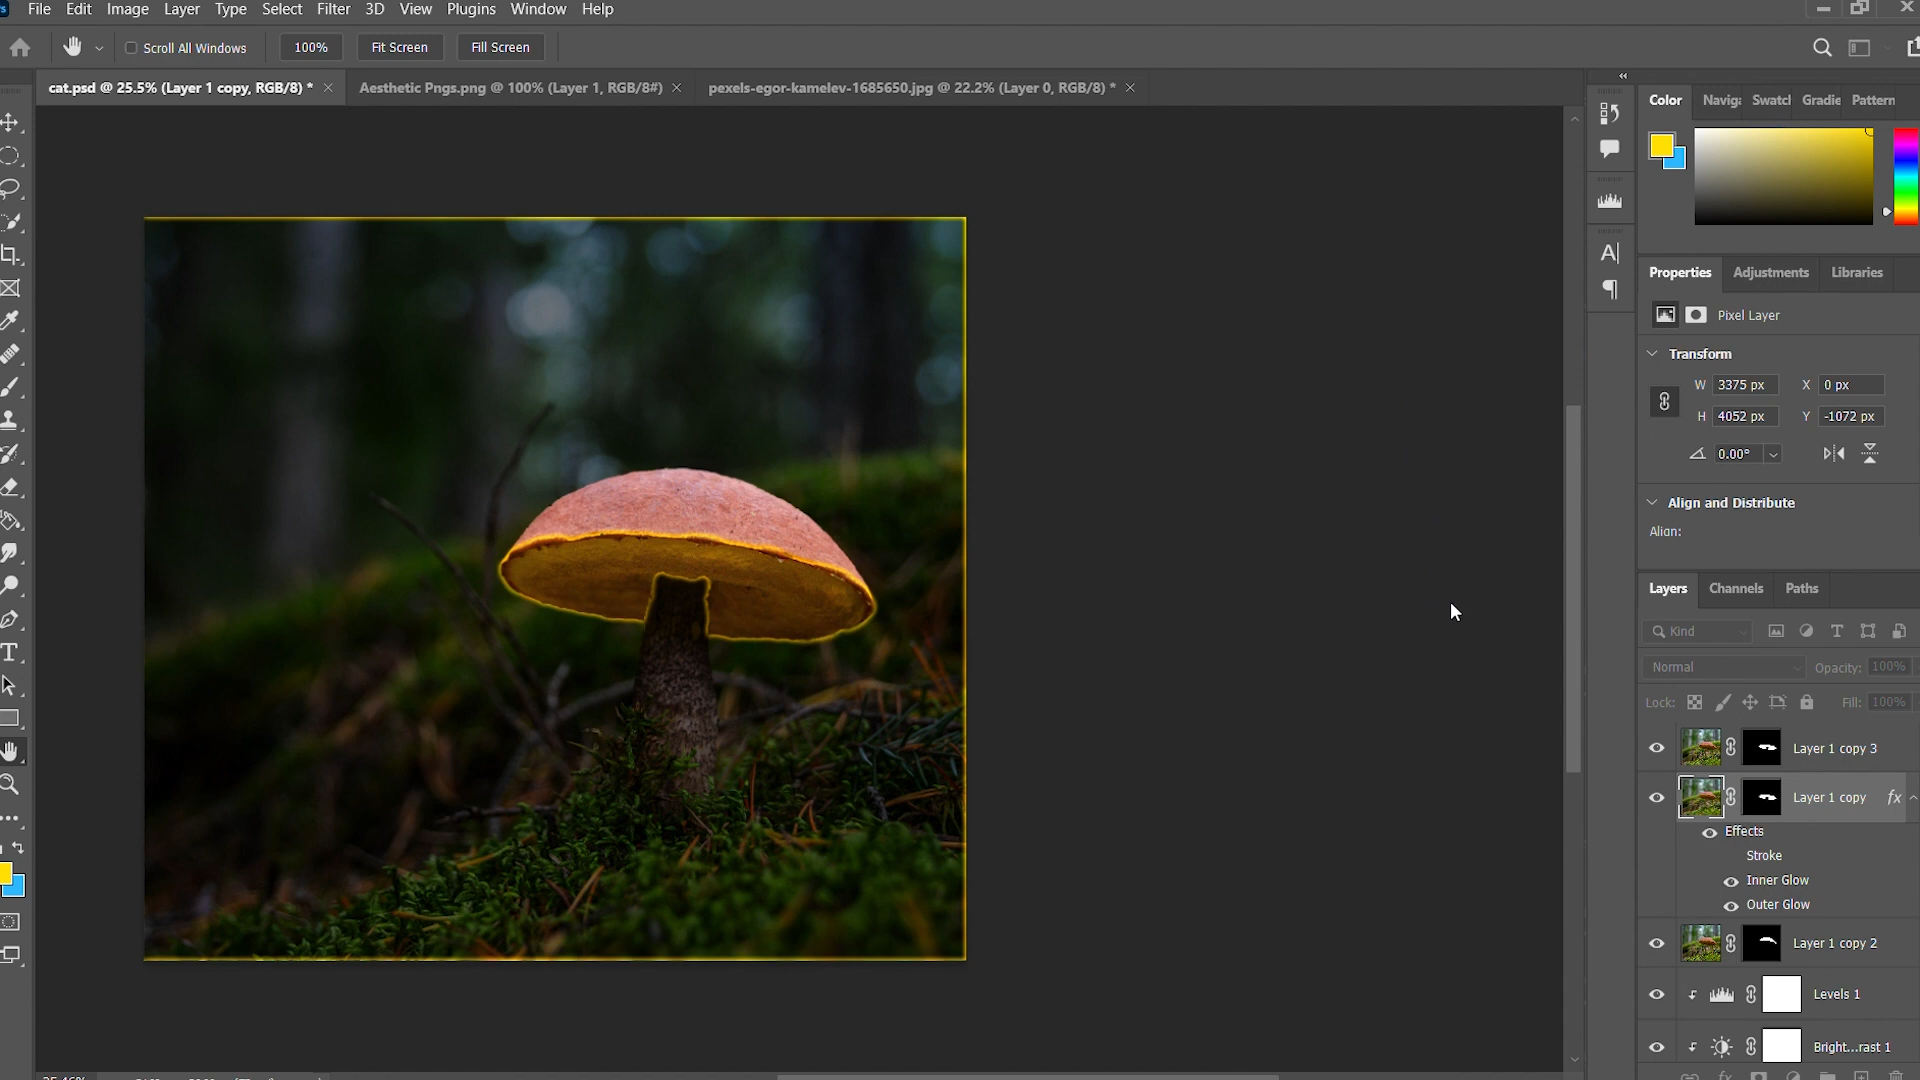 File Edit Image Layer Type Select Filter 3D View Plugins Window Help
Scroll All Windows 100% Fit Screen Fill Screen
cat.psd @ 25.5% (Layer 1 copy, RGB/8) * Aesthetic Pngs.png @ 100% (Layer 1, RGB/8#) pexels-egor-kamelev-1685650.jpg @ 22.2% (Layer 0, RGB/8) *
Color Naviga Swatcl Gradie Pattern
Properties Adjustments Libraries
Pixel Layer
Transform
W 3375 px X 0 px
H 4052 px Y -1072 px
0.00°
Align and Distribute
Align:
Layers Channels Paths
Kind
Normal Opacity: 100%
Lock: Fill: 100%
Layer 1 copy 3
Layer 1 copy fx
Effects
Stroke
Inner Glow
Outer Glow
Layer 1 copy 2
Levels 1
Bright...rast 1